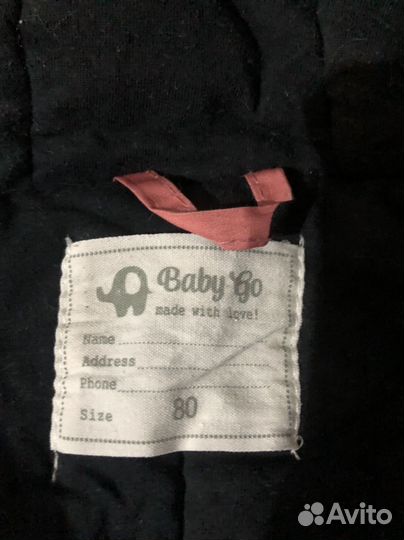 Baby Go
made with love!
Name
Address
Phone
Size 80
Avito